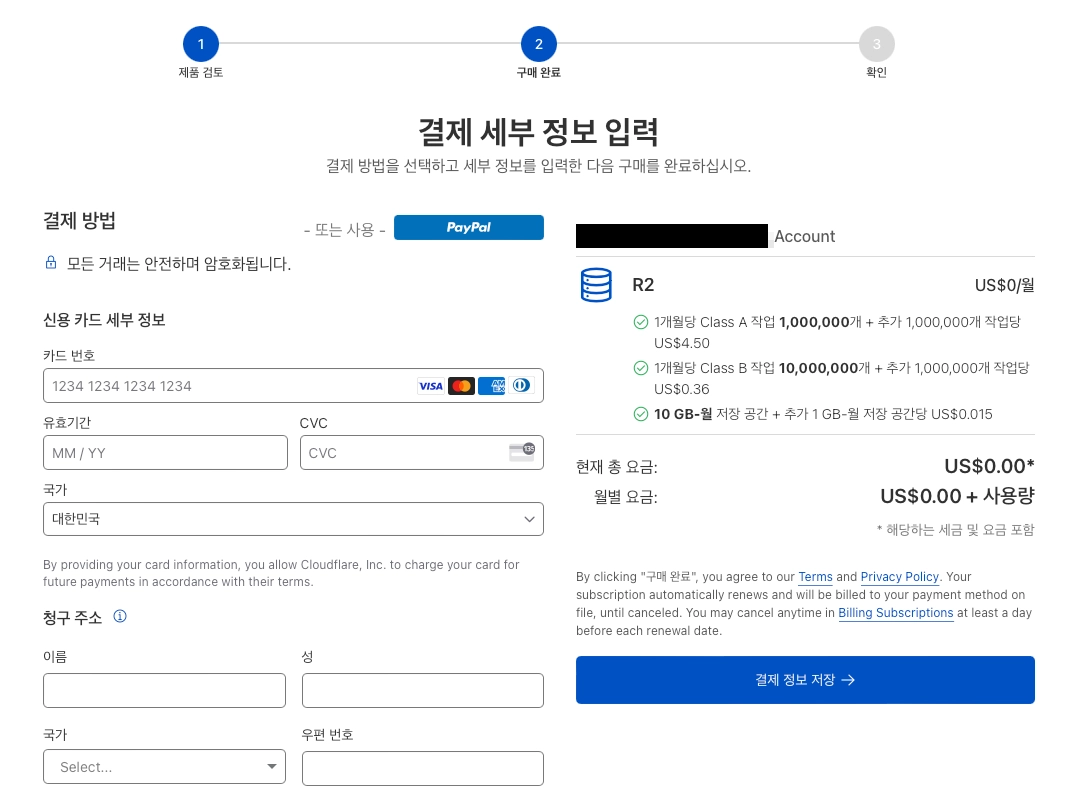 1
2
3
제품 검토
구매 완료
확인
결제 세부 정보 입력
결제 방법을 선택하고 세부 정보를 입력한 다음 구매를 완료하십시오.
결제 방법
- 또는 사용 -
PayPal
모든 거래는 안전하며 암호화됩니다.
신용 카드 세부 정보
카드 번호
1234 1234 1234 1234
VISA
AM EX
유효기간
CVC
MM / YY
CVC
135
국가
대한민국
By providing your card information, you allow Cloudflare, Inc. to charge your card for
future payments in accordance with their terms.
청구 주소
이름
성
국가
우편 번호
Select...
Account
R2
US$0/월
1개월당 Class A 작업 1,000,000개 + 추가 1,000,000개 작업당
US$4.50
1개월당 Class B 작업 10,000,000개 + 추가 1,000,000개 작업당
US$0.36
10 GB-월 저장 공간 + 추가 1 GB-월 저장 공간당 US$0.015
현재 총 요금:
US$0.00*
월별 요금:
US$0.00 + 사용량
* 해당하는 세금 및 요금 포함
By clicking "구매 완료", you agree to our Terms and Privacy Policy. Your
subscription automatically renews and will be billed to your payment method on
file, until canceled. You may cancel anytime in Billing Subscriptions at least a day
before each renewal date.
결제 정보 저장 →